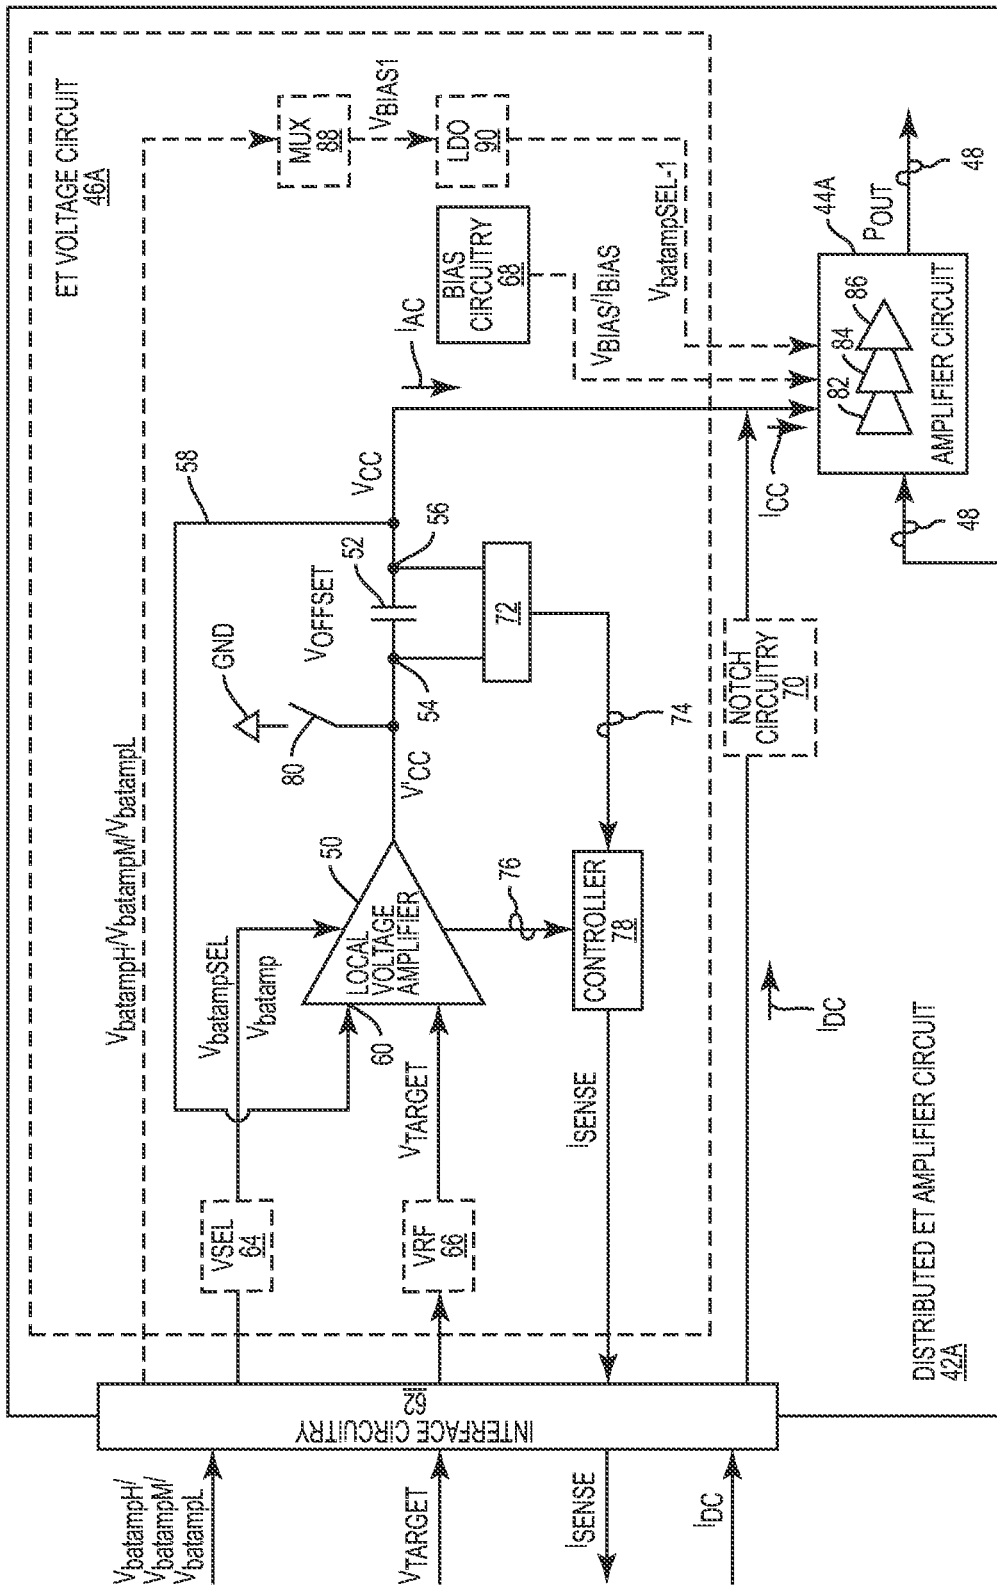 ET VOLTAGE CIRCUIT
46A
MUX
88
VBIAS1
LDO
90
VbatampSEL-1
BIAS
CIRCUITRY
68
VBIAS/IBIAS
IAC
VbatampH/VbatampM/VbatampL
58
VCC
56
52
VOFFSET
54
72
GND
80
V'CC
50
LOCAL
VOLTAGE
AMPLIFIER
60
VbatampSEL
Vbatamp
VSEL
64
VTARGET
VRF
66
76
CONTROLLER
78
74
ISENSE
NOTCH
CIRCUITRY
70
IDC
ICC
44A
POUT
48
82
84
86
AMPLIFIER CIRCUIT
48
INTERFACE CIRCUITRY
62
VbatampH/
VbatampM/
VbatampL
VTARGET
ISENSE
IDC
DISTRIBUTED ET AMPLIFIER CIRCUIT
42A